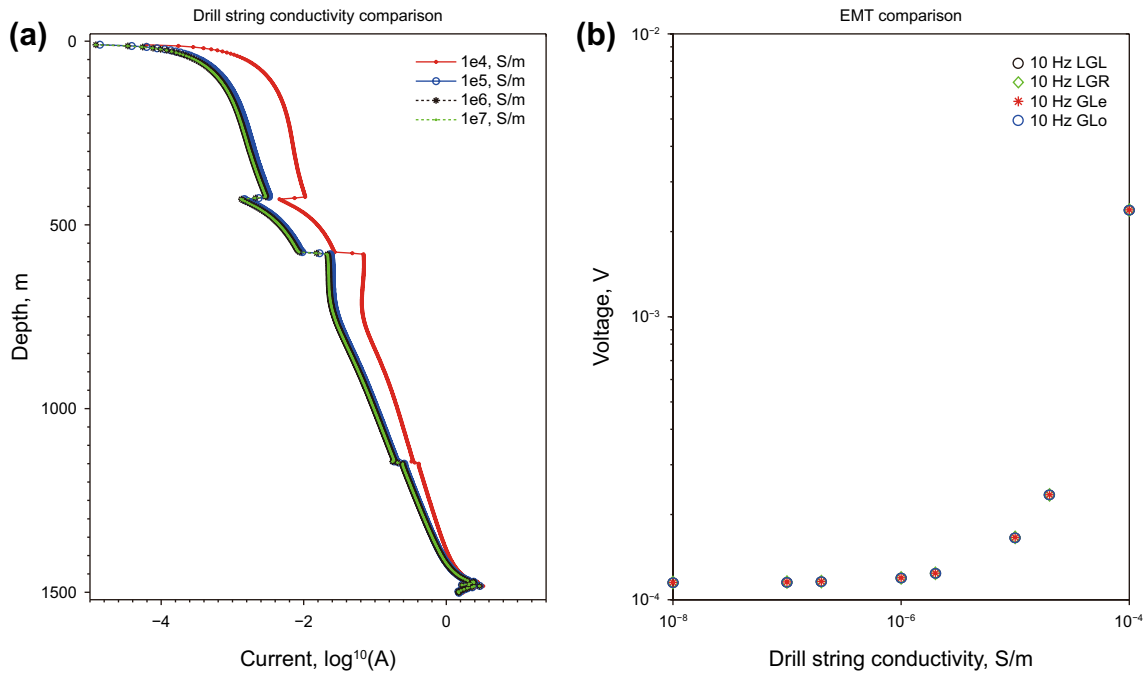 (a)
Drill string conductivity comparison
0
500
1000
1500
Depth, m
1e4, S/m
1e5, S/m
1e6, S/m
1e7, S/m
−4
−2
0
Current, log¹⁰(A)
(b)
EMT comparison
10⁻²
10⁻³
10⁻⁴
Voltage, V
10 Hz LGL
10 Hz LGR
10 Hz GLe
10 Hz GLo
10⁻⁸
10⁻⁶
10⁻⁴
Drill string conductivity, S/m